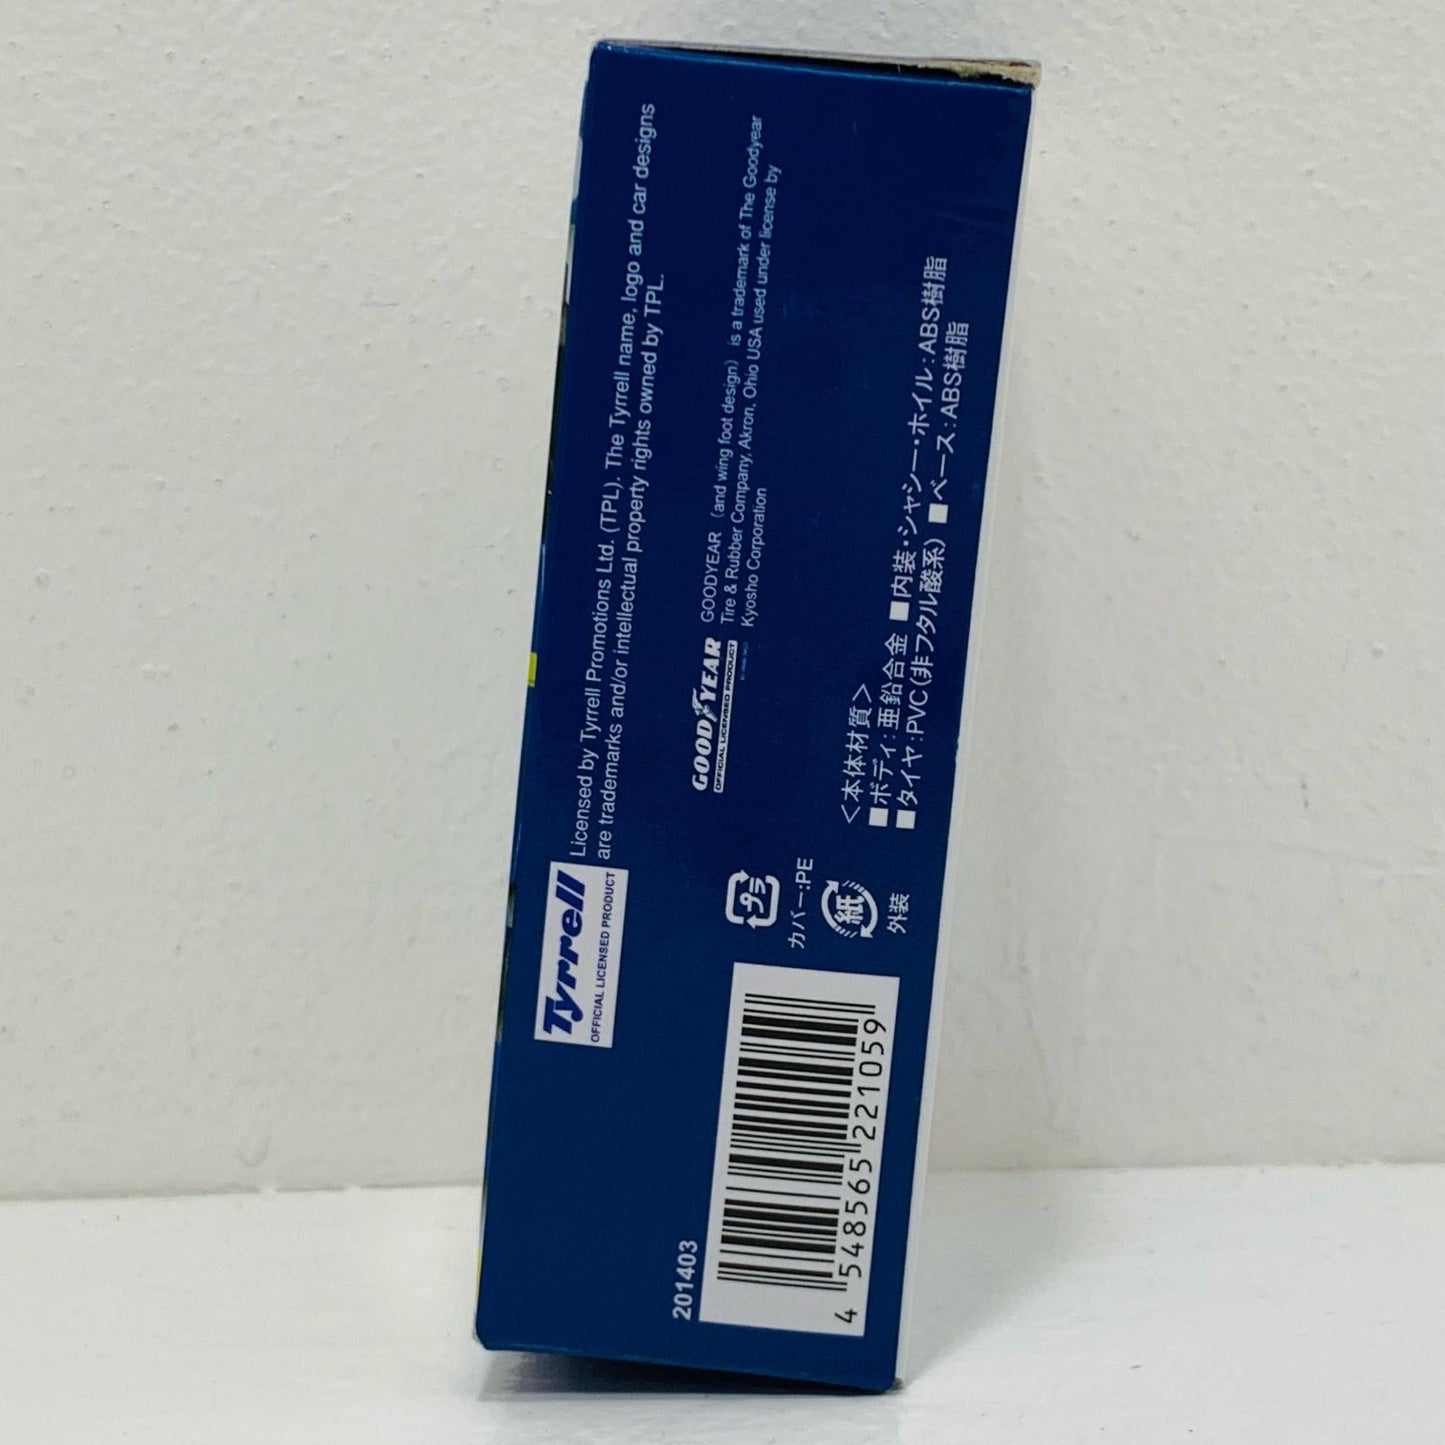 Tyrrell
OFFICIAL LICENSED PRODUCT
Licensed by Tyrrell Promotions Ltd. (TPL). The Tyrrell name, logo and car designs
are trademarks and/or intellectual property rights owned by TPL.
GOODYEAR
OFFICIAL LICENSED PRODUCT
GOODYEAR （and wing foot design） is a trademark of The Goodyear
Tire & Rubber Company, Akron, Ohio USA used under license by
Kyosho Corporation
プラ
カバー:PE
紙
外装
＜本体材質＞
■ボディ:亜鉛合金 ■内装・シャシー・ホイル:ABS樹脂
■タイヤ:PVC(非フタル酸系) ■ベース:ABS樹脂
201403
4 548565 221059